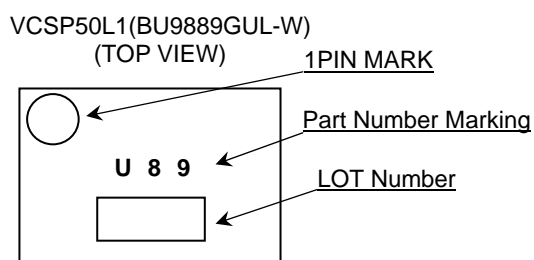 VCSP50L1(BU9889GUL-W)
(TOP VIEW)
1PIN MARK
Part Number Marking
U 8 9
LOT Number